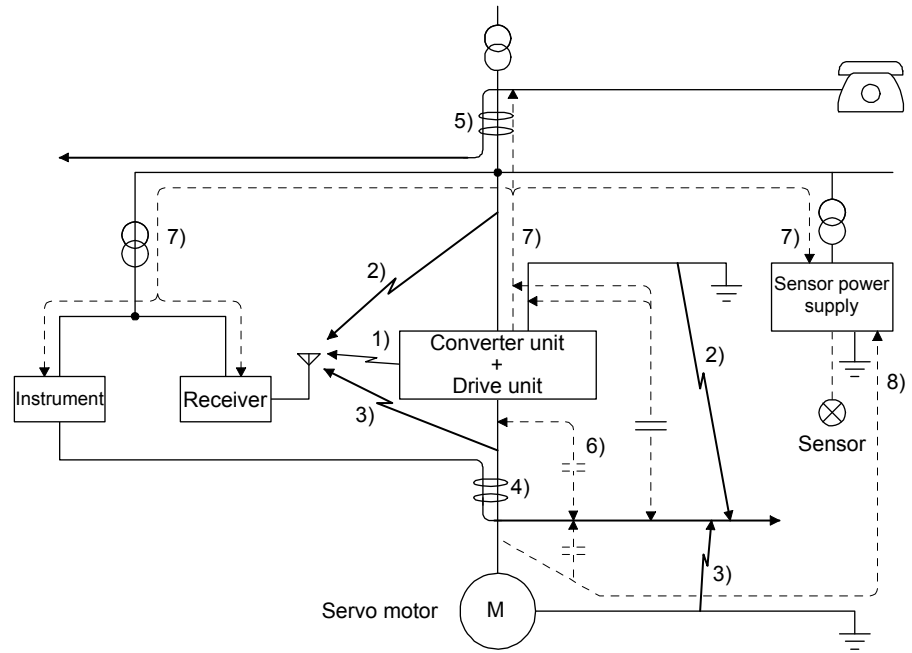 5)
7)
7)
7)
2)
Sensor power
supply
1)
Converter unit
+
Drive unit
2)
8)
Instrument
Receiver
3)
6)
Sensor
4)
3)
Servo motor
M